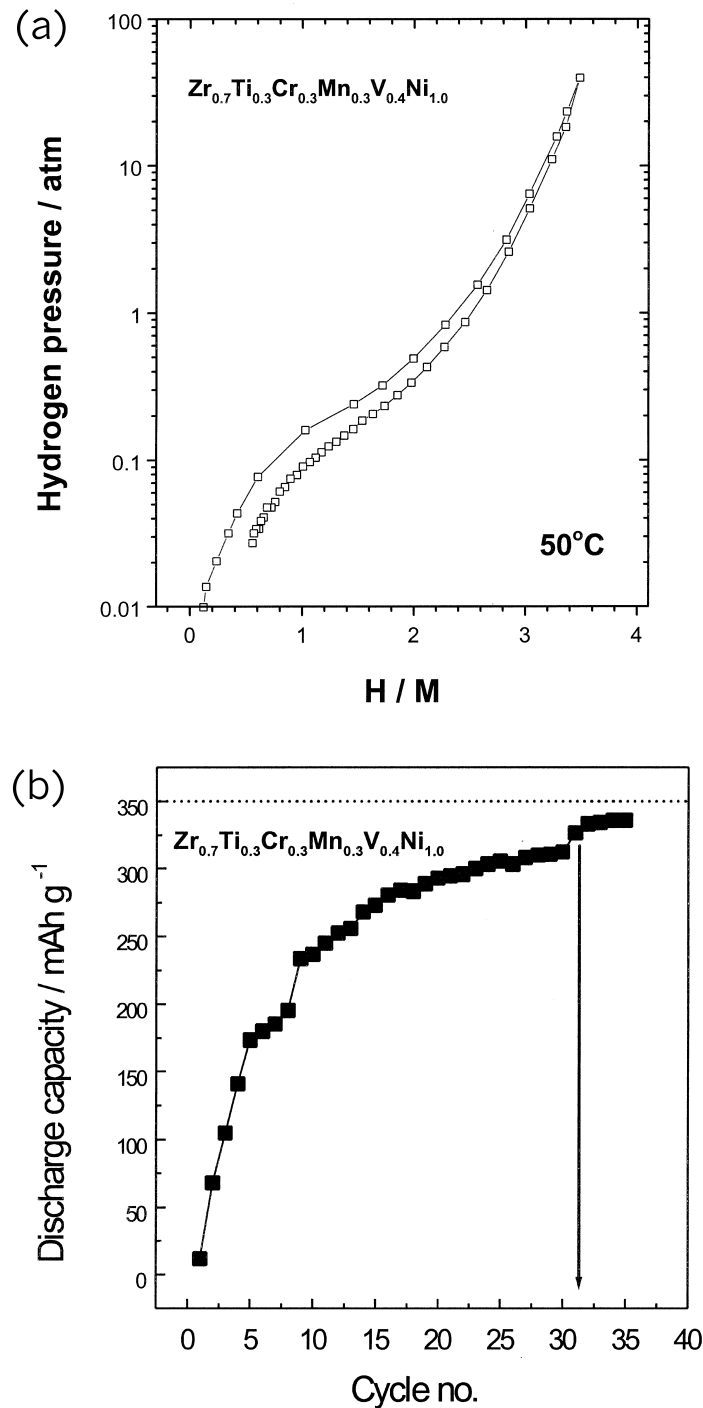 (a)
100
10
1
0.1
0.01
Hydrogen pressure / atm
Zr0.7Ti0.3Cr0.3Mn0.3V0.4Ni1.0
50°C
0 1 2 3 4
H / M
(b)
350
300
250
200
150
100
50
0
Discharge capacity / mAh g-1
Zr0.7Ti0.3Cr0.3Mn0.3V0.4Ni1.0
0 5 10 15 20 25 30 35 40
Cycle no.